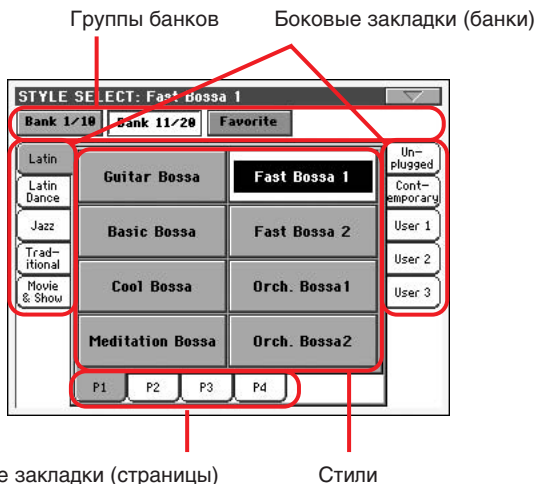 Группы банков
Боковые закладки (банки)
STYLE SELECT: Fast Bossa 1
Bank 1/10
Bank 11/20
Favorite
Latin
Latin
Dance
Jazz
Trad-
itional
Movie
& Show
Guitar Bossa
Fast Bossa 1
Basic Bossa
Fast Bossa 2
Cool Bossa
Orch. Bossa1
Meditation Bossa
Orch. Bossa2
Un-
plugged
Cont-
emporary
User 1
User 2
User 3
P1
P2
P3
P4
е закладки (страницы)
Стили